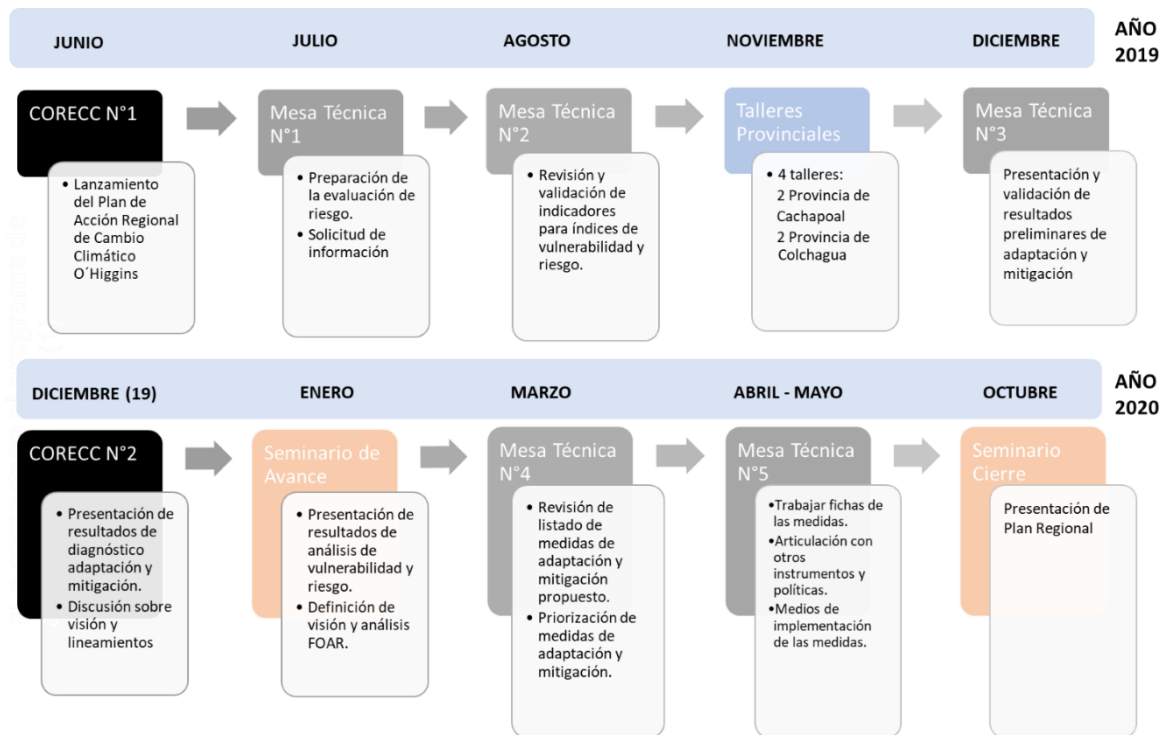 JUNIO
JULIO
AGOSTO
NOVIEMBRE
DICIEMBRE
AÑO
2019
CORECC N°1
• Lanzamiento
del Plan de
Acción Regional
de Cambio
Climático
O´Higgins
Mesa Técnica
N°1
• Preparación de
la evaluación de
riesgo.
• Solicitud de
información
Mesa Técnica
N°2
• Revisión y
validación de
indicadores
para índices de
vulnerabilidad y
riesgo.
Talleres
Provinciales
• 4 talleres:
2 Provincia de
Cachapoal
2 Provincia de
Colchagua
Mesa Técnica
N°3
Presentación y
validación de
resultados
preliminares de
adaptación y
mitigación
DICIEMBRE (19)
ENERO
MARZO
ABRIL - MAYO
OCTUBRE
AÑO
2020
CORECC N°2
• Presentación de
resultados de
diagnóstico
adaptación y
mitigación.
• Discusión sobre
visión y
lineamientos
Seminario de
Avance
• Presentación de
resultados de
análisis de
vulnerabilidad y
riesgo.
• Definición de
visión y análisis
FOAR.
Mesa Técnica
N°4
• Revisión de
listado de
medidas de
adaptación y
mitigación
propuesto.
• Priorización de
medidas de
adaptación y
mitigación.
Mesa Técnica
N°5
•Trabajar fichas de
las medidas.
•Articulación con
otros
instrumentos y
políticas.
•Medios de
implementación
de las medidas.
Seminario
Cierre
Presentación de
Plan Regional